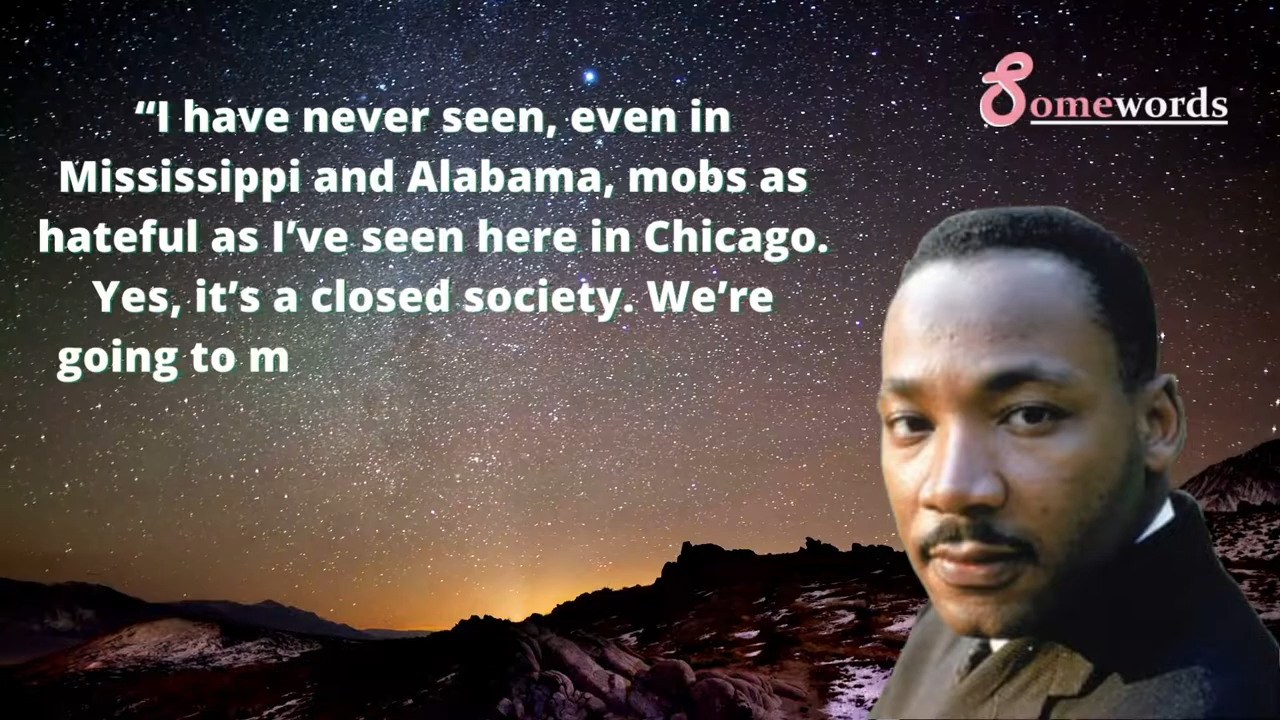 “I have never seen, even in
Mississippi and Alabama, mobs as
hateful as I’ve seen here in Chicago.
Yes, it’s a closed society. We’re
going to m
Somewords